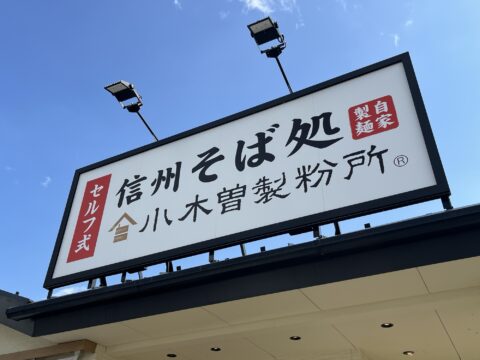 セルフ式
信州そば処
自家製麺
小木曽製粉所®